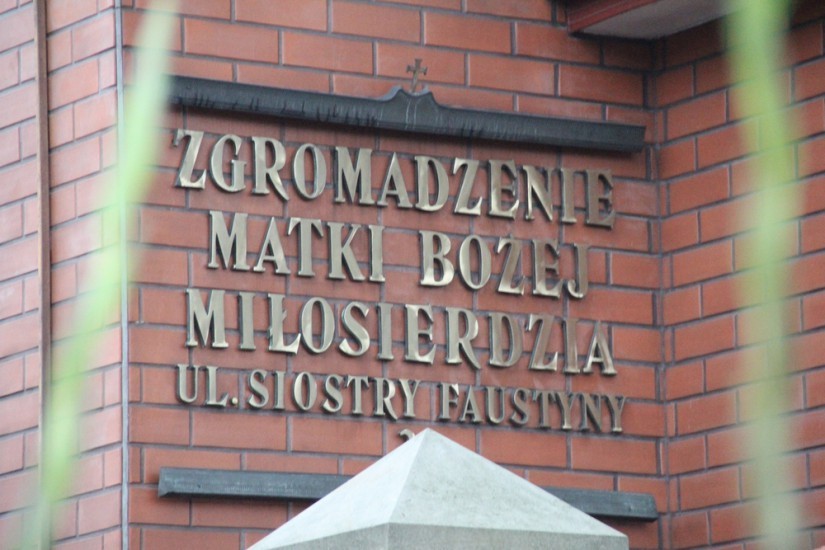 ZGROMADZENIE
MATKI BOŻEJ
MIŁOSIERDZIA
UL. SIOSTRY FAUSTYNY